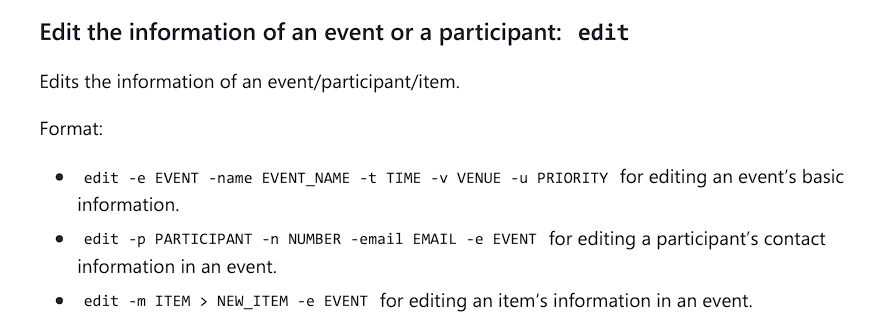 Edit the information of an event or a participant: edit
Edits the information of an event/participant/item.
Format:
• edit -e EVENT -name EVENT_NAME -t TIME -v VENUE -u PRIORITY for editing an event’s basic
information.
• edit -p PARTICIPANT -n NUMBER -email EMAIL -e EVENT for editing a participant’s contact
information in an event.
• edit -m ITEM > NEW_ITEM -e EVENT for editing an item’s information in an event.